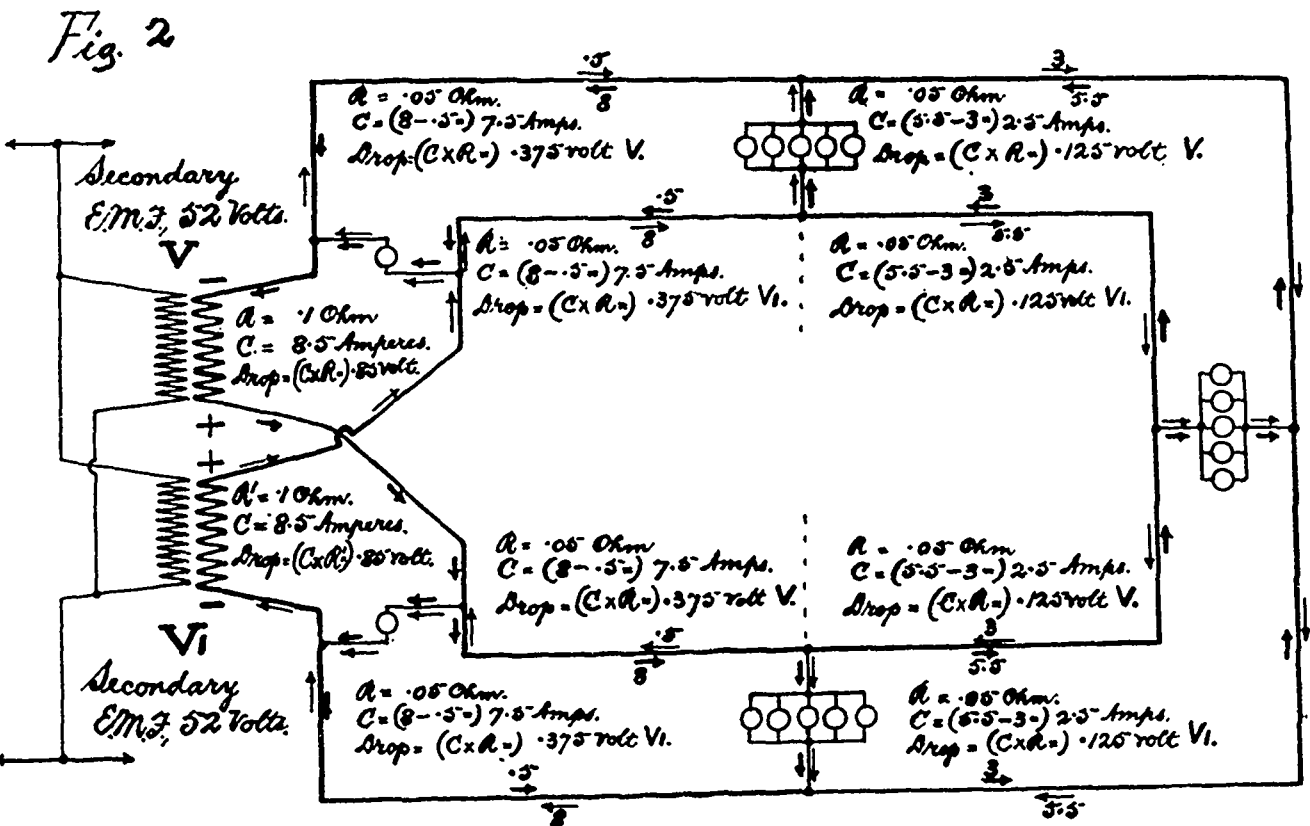 Fig. 2
.5
8
3
5.5
R = .05 Ohm.
C = (8 - .5 =) 7.5 Amps.
Drop = (C x R =) .375 volt V.
R = .05 Ohm
C = (5.5 - 3 =) 2.5 Amps.
Drop = (C x R =) .125 volt V.
Secondary
E.M.F., 52 Volts.
V
.5
8
3
5.5
R = .05 Ohm.
C = (8 - .5 =) 7.5 Amps.
Drop = (C x R =) .375 volt V1.
R = .05 Ohm.
C = (5.5 - 3 =) 2.5 Amps.
Drop = (C x R =) .125 volt V1.
−
R = .1 Ohm
C. = 8.5 Amperes.
Drop = (C x R =) .85 volt.
+
+
R' = .1 Ohm.
C = 8.5 Amperes.
Drop = (C x R' =) .85 volt.
−
R = .05 Ohm
C = (8 - .5 =) 7.5 Amps.
Drop = (C x R =) .375 volt V.
R = .05 Ohm
C = (5.5 - 3 =) 2.5 Amps.
Drop = (C x R =) .125 volt V.
V1
Secondary
E.M.F., 52 Volts.
.5
8
3
5.5
R = .05 Ohm.
C = (8 - .5 =) 7.5 Amps.
Drop = (C x R =) .375 volt V1.
R = .05 Ohm.
C = (5.5 - 3 =) 2.5 Amps.
Drop = (C x R =) .125 volt V1.
.5
8
3
5.5